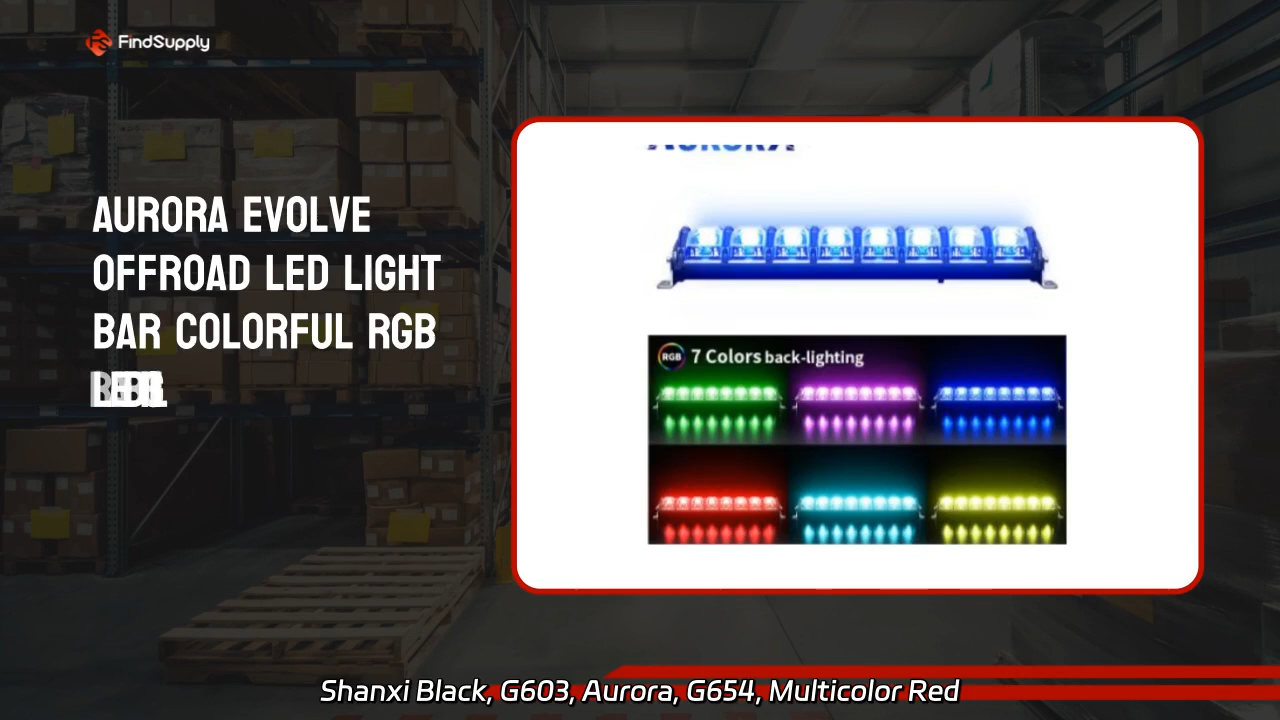 FindSupply
AURORA EVOLVE
OFFROAD LED LIGHT
BAR COLORFUL RGB
RGB 7 Colors back-lighting
Shanxi Black, G603, Aurora, G654, Multicolor Red